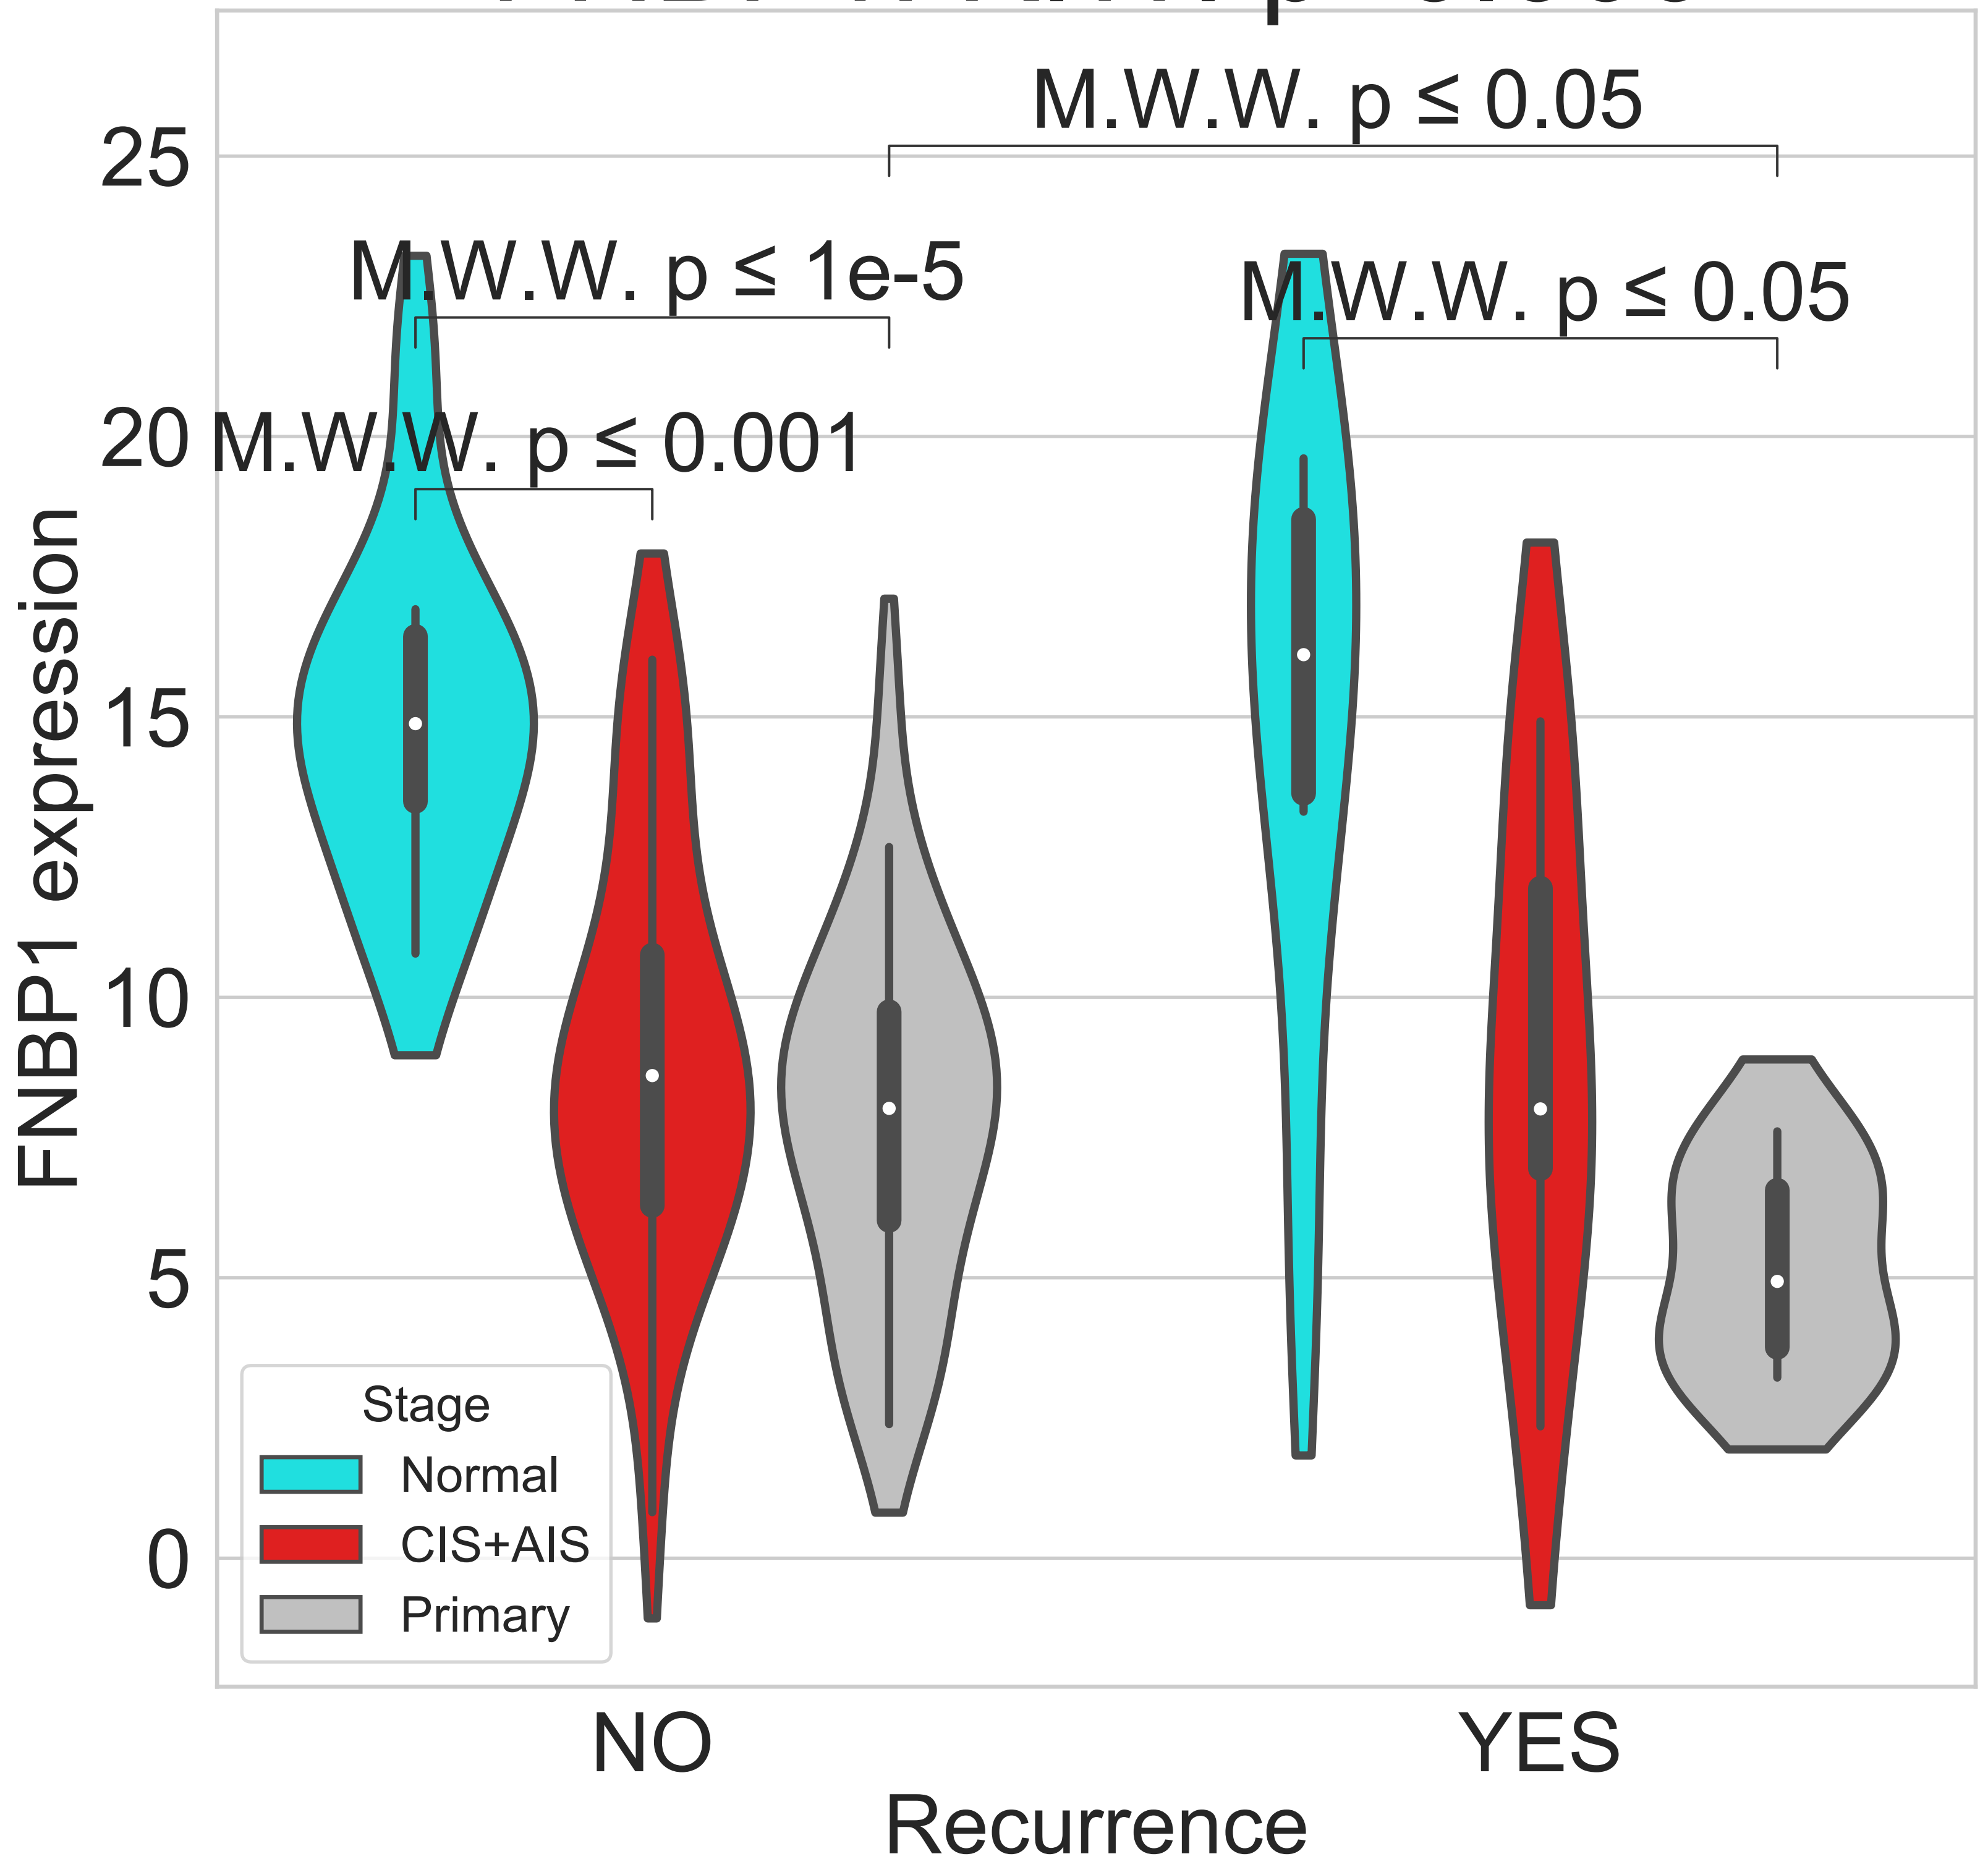 M.W.W. p ≤ 0.05
25
M.W.W. p ≤ 1e-5
M.W.W. p ≤ 0.05
20
M.W.W. p ≤ 0.001
15
10
5
0
FNBP1 expression
Stage
Normal
CIS+AIS
Primary
NO
YES
Recurrence